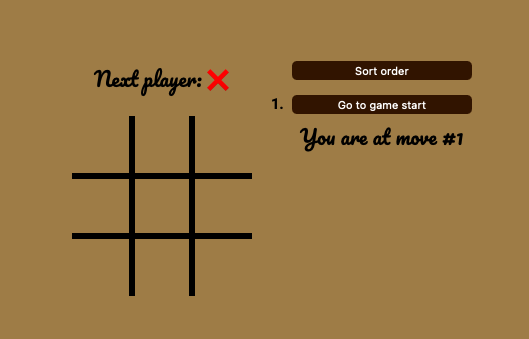 Next player: ❌
Sort order
1. Go to game start
You are at move #1